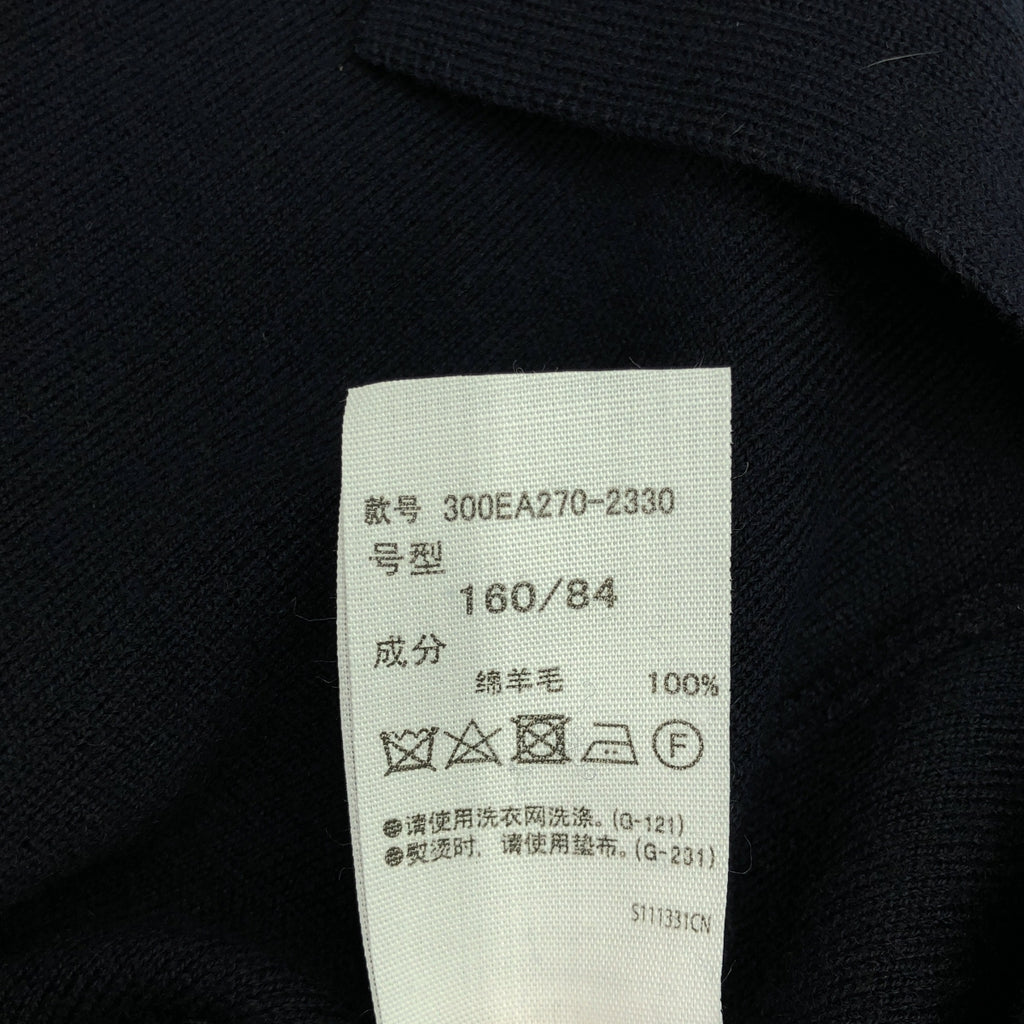 款号 300EA270-2330
号型
160/84
成分
绵羊毛 100%
F
●请使用洗衣网洗涤。(G-121)
●熨烫时，请使用垫布。(G-231)
S111331CN